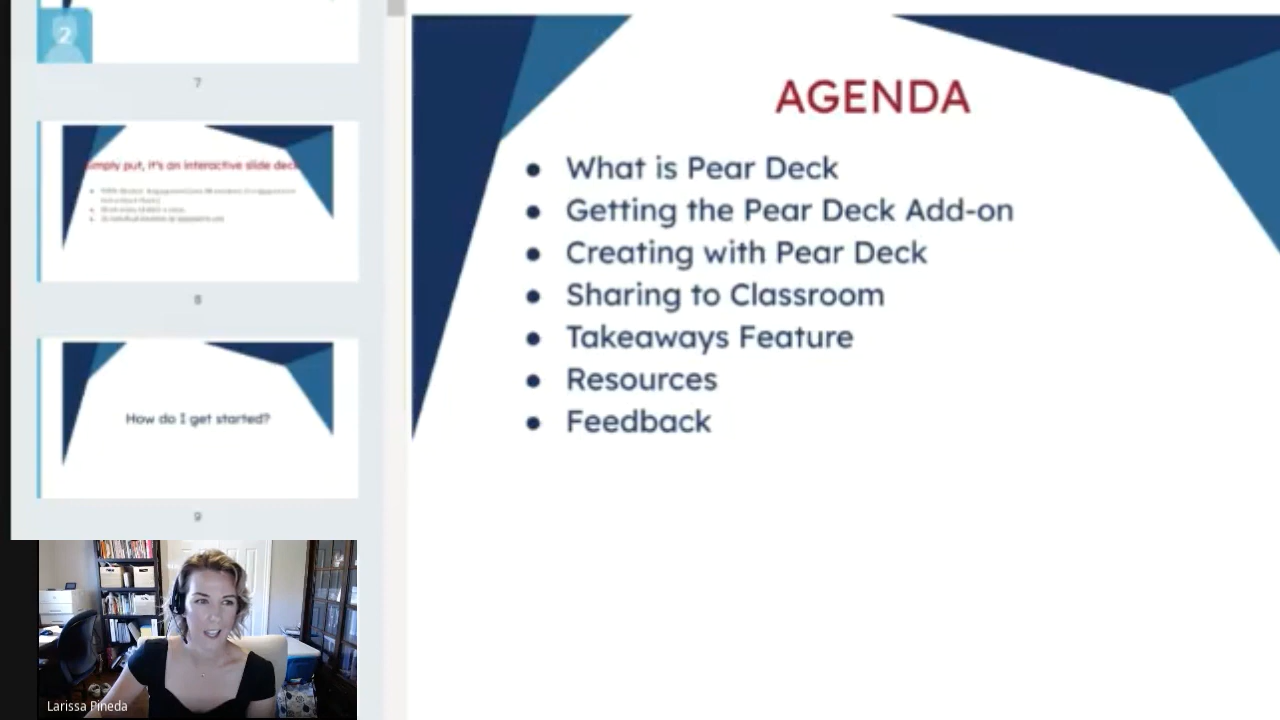 2
7
simply put, it's an interactive slide deck
8
How do I get started?
9
Larissa Pineda
AGENDA
● What is Pear Deck
● Getting the Pear Deck Add-on
● Creating with Pear Deck
● Sharing to Classroom
● Takeaways Feature
● Resources
● Feedback